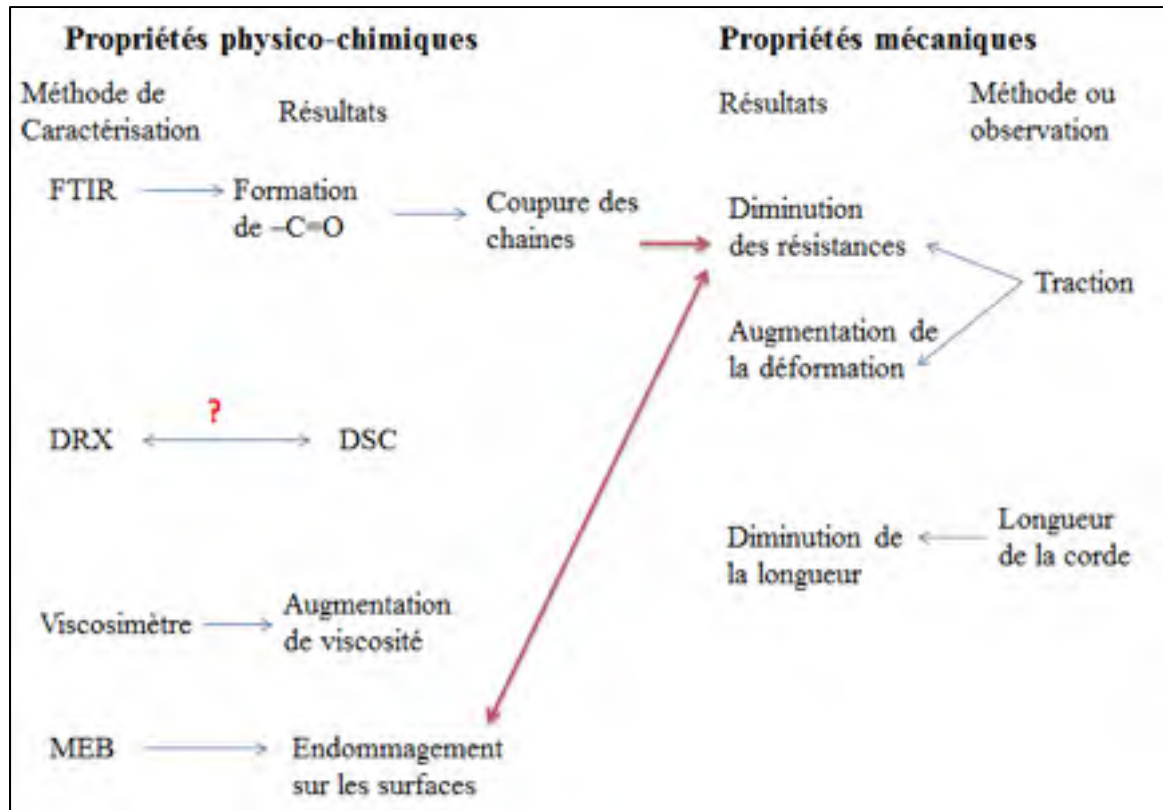 Propriétés physico-chimiques
Propriétés mécaniques
Méthode de
Caractérisation
Résultats
Résultats
Méthode ou
observation
FTIR
Formation
de –C=O
Coupure des
chaines
Diminution
des résistances
Traction
Augmentation de
la déformation
?
DRX
DSC
Diminution de
la longueur
Longueur
de la corde
Viscosimètre
Augmentation
de viscosité
MEB
Endommagement
sur les surfaces